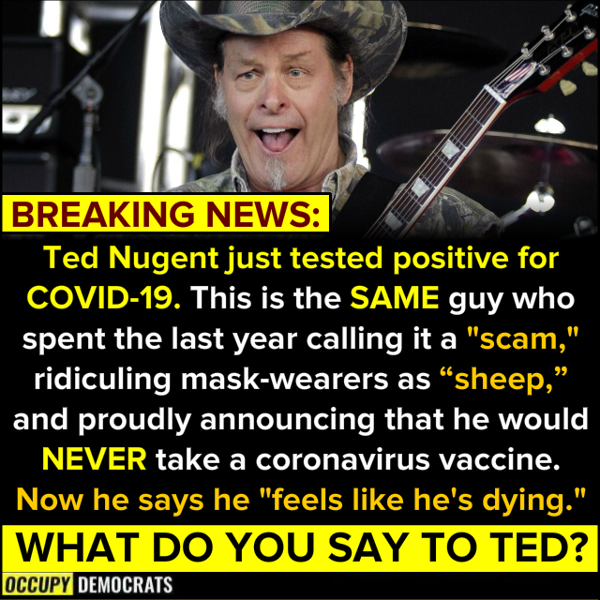 BREAKING NEWS:
Ted Nugent just tested positive for
COVID-19. This is the SAME guy who
spent the last year calling it a "scam,"
ridiculing mask-wearers as “sheep,”
and proudly announcing that he would
NEVER take a coronavirus vaccine.
Now he says he "feels like he's dying."
WHAT DO YOU SAY TO TED?
OCCUPY DEMOCRATS